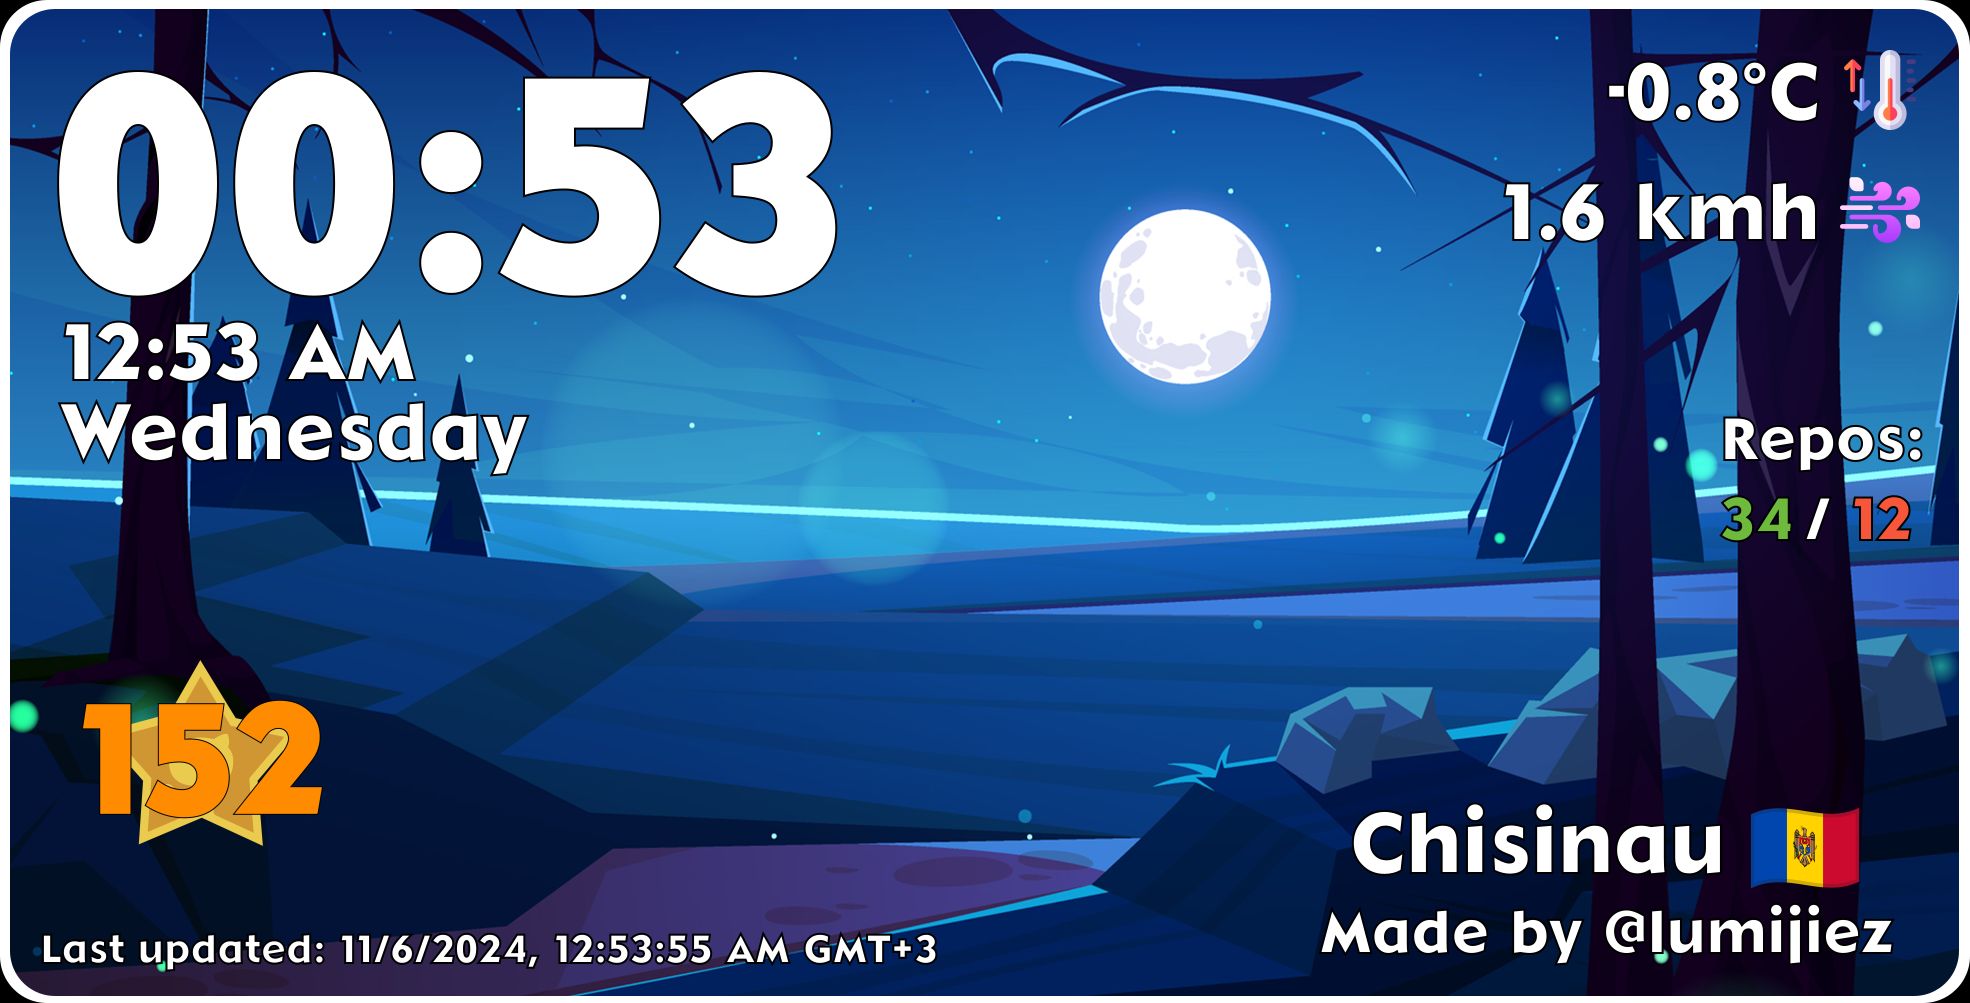 00:53
12:53 AM
Wednesday
-0.8°C
1.6 kmh
Repos:
34 / 12
152
Chisinau
Made by @lumijiez
Last updated: 11/6/2024, 12:53:55 AM GMT+3